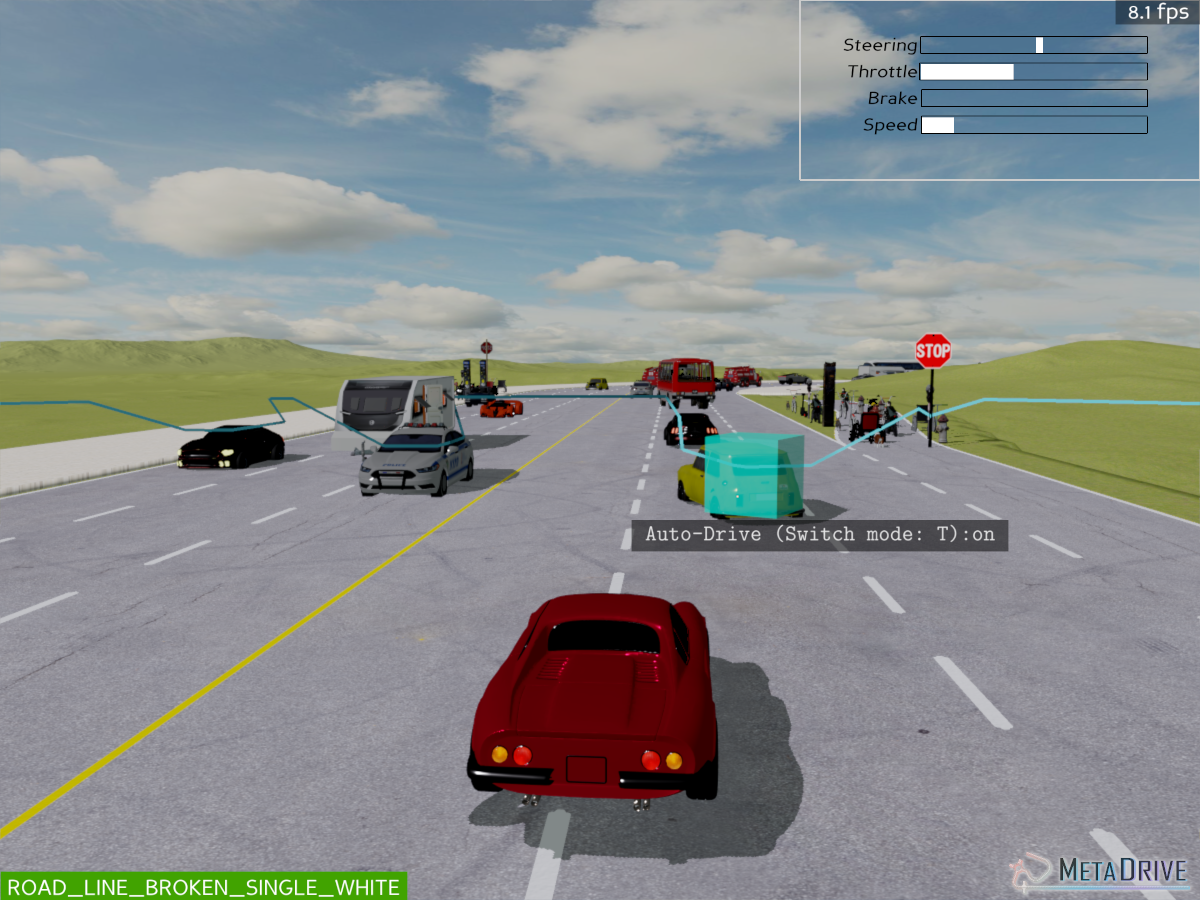 8.1 fps
Steering
Throttle
Brake
Speed
STOP
Auto-Drive (Switch mode: T):on
ROAD_LINE_BROKEN_SINGLE_WHITE
METADRIVE